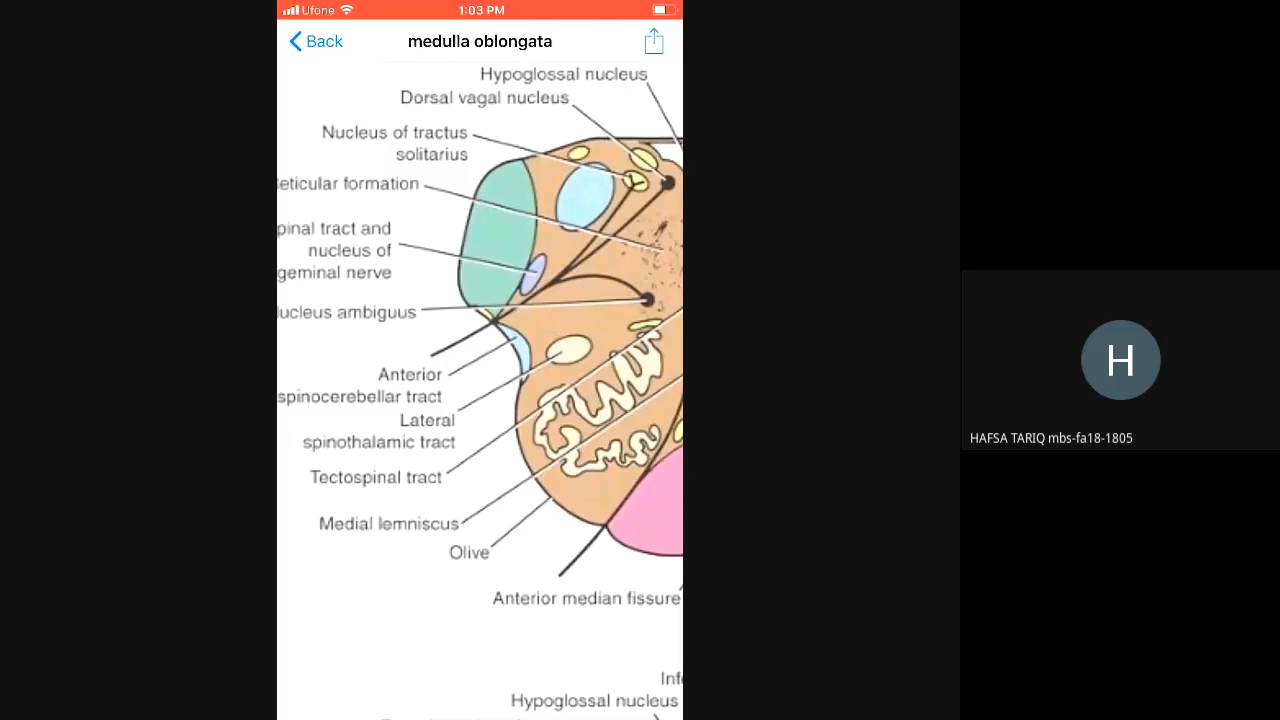 Ufone
1:03 PM
Back
medulla oblongata
Hypoglossal nucleus
Dorsal vagal nucleus
Nucleus of tractus
solitarius
eticular formation
pinal tract and
nucleus of
geminal nerve
ucleus ambiguus
Anterior
spinocerebellar tract
Lateral
spinothalamic tract
Tectospinal tract
Medial lemniscus
Olive
Anterior median fissure
Inf
Hypoglossal nucleus
H
HAFSA TARIQ mbs-fa18-1805